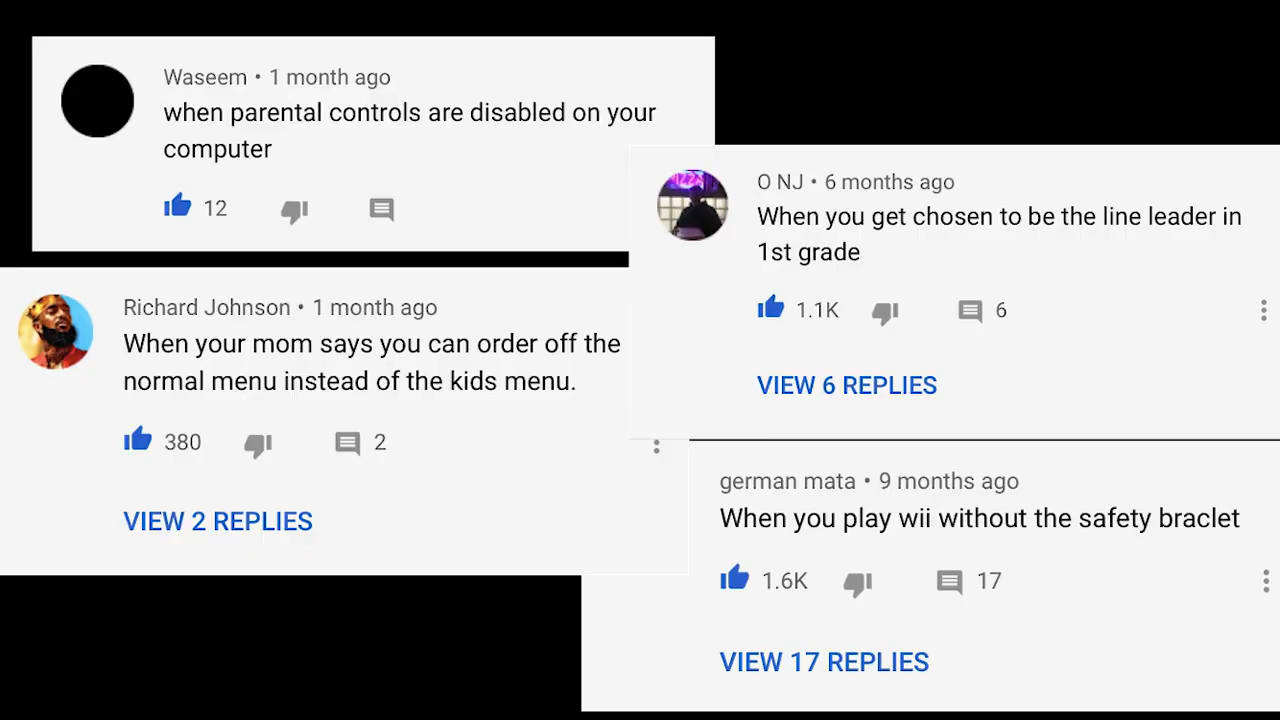 Waseem • 1 month ago
when parental controls are disabled on your
computer
12
O NJ • 6 months ago
When you get chosen to be the line leader in
1st grade
1.1K 6
VIEW 6 REPLIES
Richard Johnson • 1 month ago
When your mom says you can order off the
normal menu instead of the kids menu.
380 2
VIEW 2 REPLIES
german mata • 9 months ago
When you play wii without the safety braclet
1.6K 17
VIEW 17 REPLIES